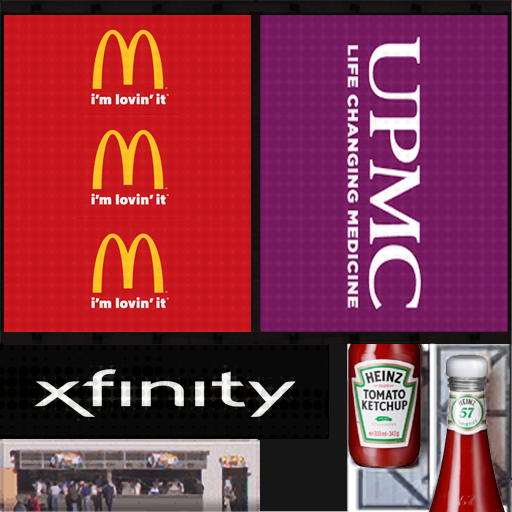 i'm lovin' it
i'm lovin' it
i'm lovin' it
UPMC
LIFE CHANGING MEDICINE
xfinity
HEINZ
TOMATO
KETCHUP
HEINZ
57